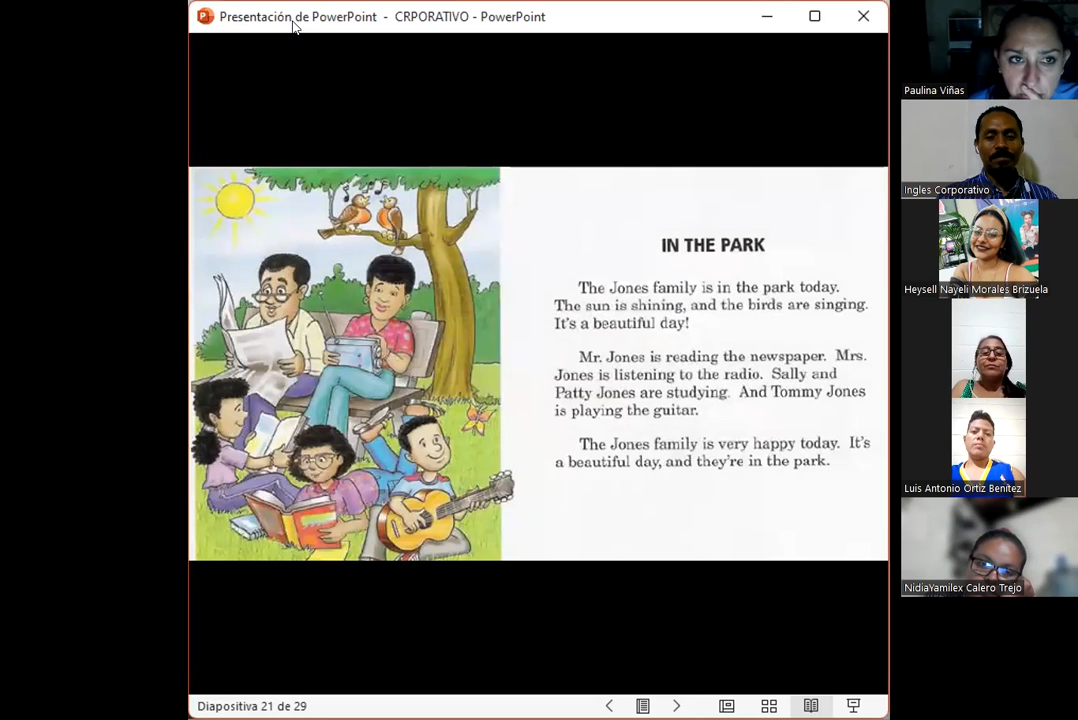 Presentación de PowerPoint - CRPORATIVO - PowerPoint
Paulina Viñas
Ingles Corporativo
Heysell Nayeli Morales Brizuela
Luis Antonio Ortiz Benitez
NidiaYamilex Calero Trejo
IN THE PARK
The Jones family is in the park today.
The sun is shining, and the birds are singing.
It's a beautiful day!
Mr. Jones is reading the newspaper. Mrs.
Jones is listening to the radio. Sally and
Patty Jones are studying. And Tommy Jones
is playing the guitar.
The Jones family is very happy today. It's
a beautiful day, and they're in the park.
Diapositiva 21 de 29